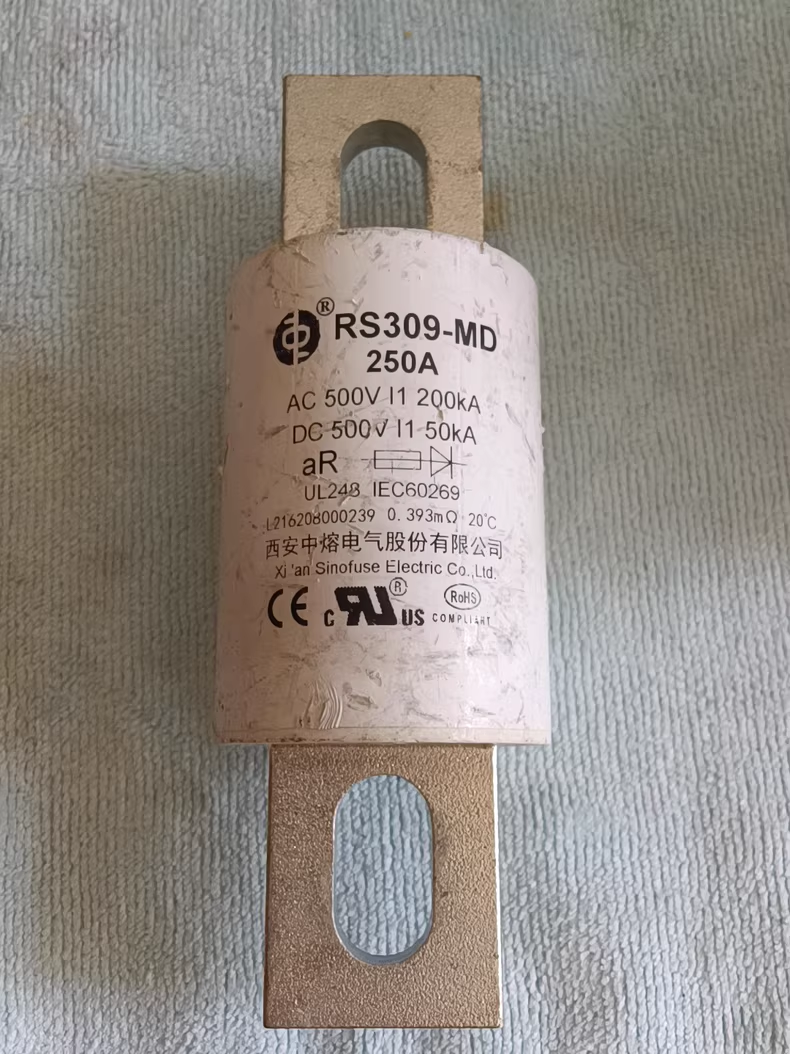 ® RS309-MD
250A
AC 500V I1 200kA
DC 500V I1 50kA
aR
UL248 IEC60269
L216208000239 0.393mΩ 20℃
西安中熔电气股份有限公司
Xi 'an Sinofuse Electric Co.,Ltd.
CE c RU ® US RoHS COMPLIANT